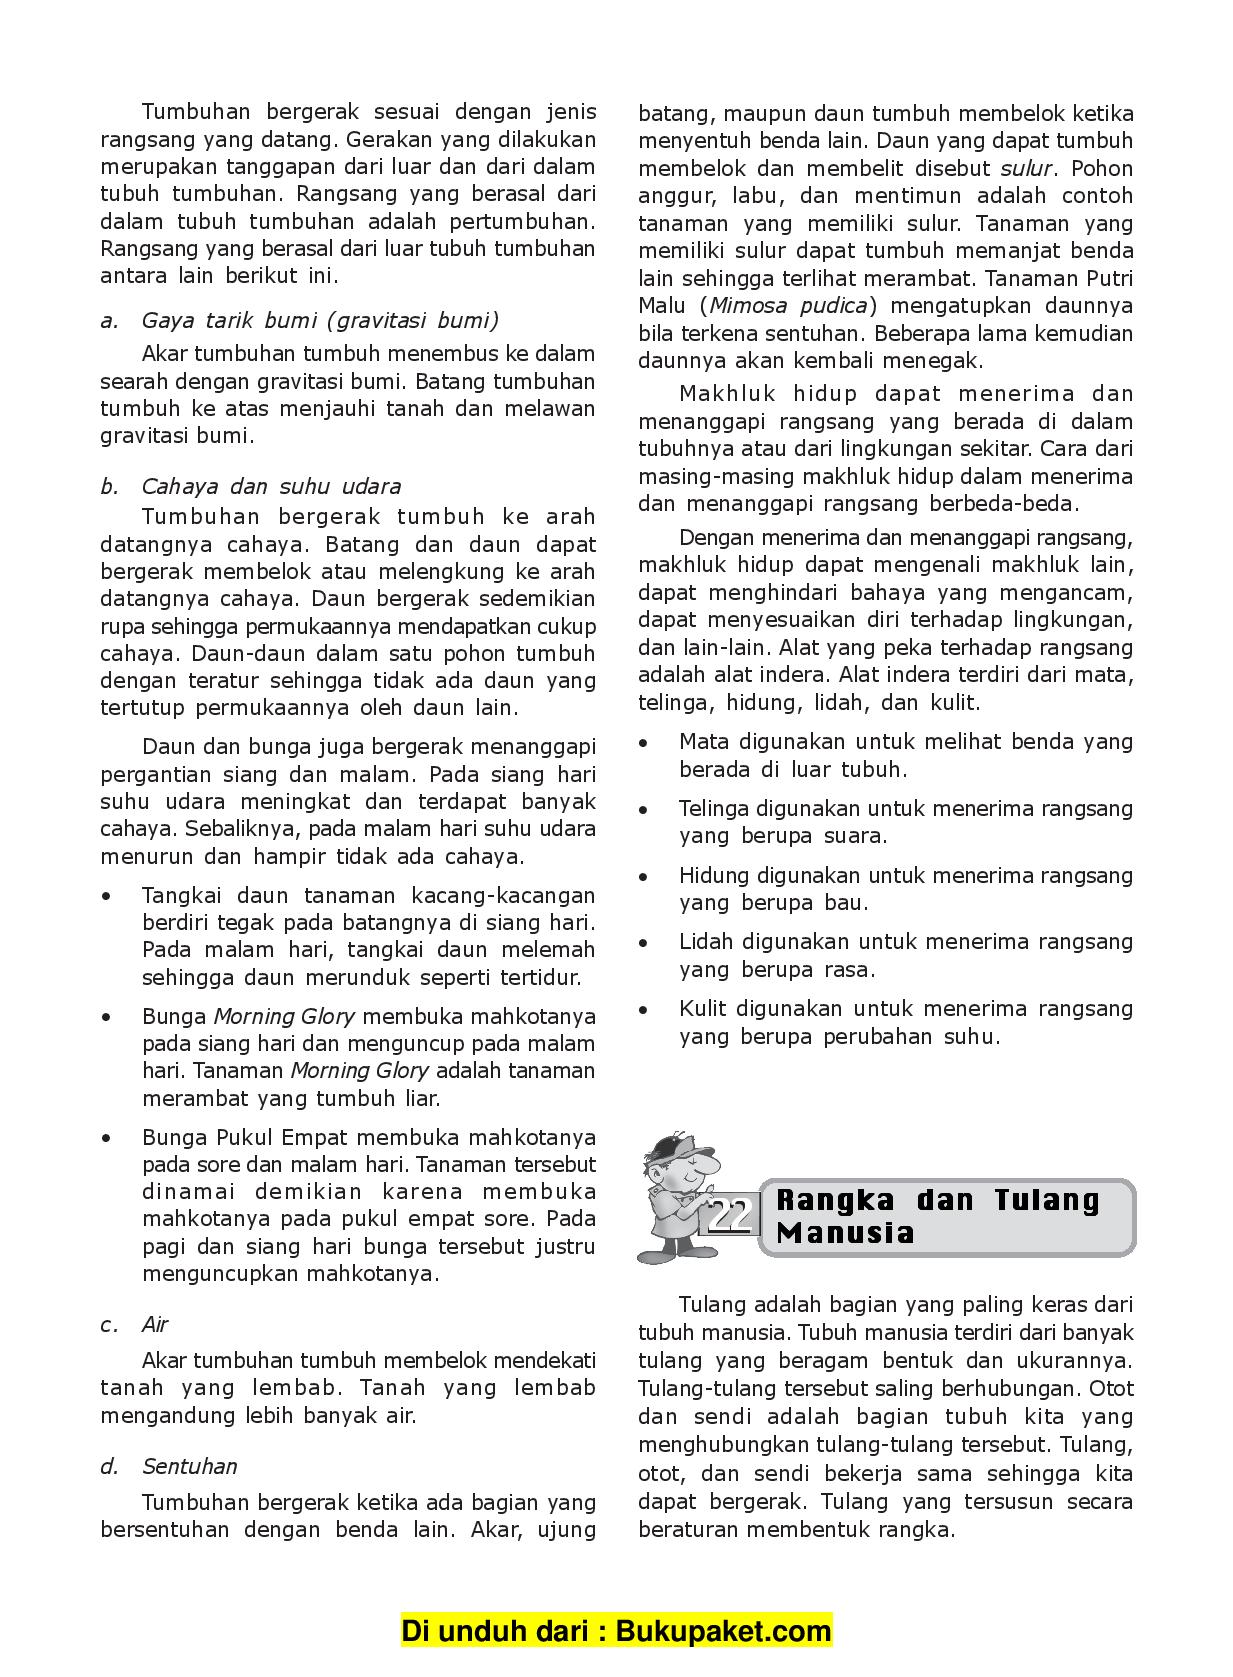 Tumbuhan bergerak sesuai dengan jenis
rangsang yang datang. Gerakan yang dilakukan
merupakan tanggapan dari luar dan dari dalam
tubuh tumbuhan. Rangsang yang berasal dari
dalam tubuh tumbuhan adalah pertumbuhan.
Rangsang yang berasal dari luar tubuh tumbuhan
antara lain berikut ini.
a. Gaya tarik bumi (gravitasi bumi)
Akar tumbuhan tumbuh menembus ke dalam
searah dengan gravitasi bumi. Batang tumbuhan
tumbuh ke atas menjauhi tanah dan melawan
gravitasi bumi.
b. Cahaya dan suhu udara
Tumbuhan bergerak tumbuh ke arah
datangnya cahaya. Batang dan daun dapat
bergerak membelok atau melengkung ke arah
datangnya cahaya. Daun bergerak sedemikian
rupa sehingga permukaannya mendapatkan cukup
cahaya. Daun-daun dalam satu pohon tumbuh
dengan teratur sehingga tidak ada daun yang
tertutup permukaannya oleh daun lain.
Daun dan bunga juga bergerak menanggapi
pergantian siang dan malam. Pada siang hari
suhu udara meningkat dan terdapat banyak
cahaya. Sebaliknya, pada malam hari suhu udara
menurun dan hampir tidak ada cahaya.
• Tangkai daun tanaman kacang-kacangan
berdiri tegak pada batangnya di siang hari.
Pada malam hari, tangkai daun melemah
sehingga daun merunduk seperti tertidur.
• Bunga Morning Glory membuka mahkotanya
pada siang hari dan menguncup pada malam
hari. Tanaman Morning Glory adalah tanaman
merambat yang tumbuh liar.
• Bunga Pukul Empat membuka mahkotanya
pada sore dan malam hari. Tanaman tersebut
dinamai demikian karena membuka
mahkotanya pada pukul empat sore. Pada
pagi dan siang hari bunga tersebut justru
menguncupkan mahkotanya.
c. Air
Akar tumbuhan tumbuh membelok mendekati
tanah yang lembab. Tanah yang lembab
mengandung lebih banyak air.
d. Sentuhan
Tumbuhan bergerak ketika ada bagian yang
bersentuhan dengan benda lain. Akar, ujung
batang, maupun daun tumbuh membelok ketika
menyentuh benda lain. Daun yang dapat tumbuh
membelok dan membelit disebut sulur. Pohon
anggur, labu, dan mentimun adalah contoh
tanaman yang memiliki sulur. Tanaman yang
memiliki sulur dapat tumbuh memanjat benda
lain sehingga terlihat merambat. Tanaman Putri
Malu (Mimosa pudica) mengatupkan daunnya
bila terkena sentuhan. Beberapa lama kemudian
daunnya akan kembali menegak.
Makhluk hidup dapat menerima dan
menanggapi rangsang yang berada di dalam
tubuhnya atau dari lingkungan sekitar. Cara dari
masing-masing makhluk hidup dalam menerima
dan menanggapi rangsang berbeda-beda.
Dengan menerima dan menanggapi rangsang,
makhluk hidup dapat mengenali makhluk lain,
dapat menghindari bahaya yang mengancam,
dapat menyesuaikan diri terhadap lingkungan,
dan lain-lain. Alat yang peka terhadap rangsang
adalah alat indera. Alat indera terdiri dari mata,
telinga, hidung, lidah, dan kulit.
• Mata digunakan untuk melihat benda yang
berada di luar tubuh.
• Telinga digunakan untuk menerima rangsang
yang berupa suara.
• Hidung digunakan untuk menerima rangsang
yang berupa bau.
• Lidah digunakan untuk menerima rangsang
yang berupa rasa.
• Kulit digunakan untuk menerima rangsang
yang berupa perubahan suhu.
22 Rangka dan Tulang
Manusia
Tulang adalah bagian yang paling keras dari
tubuh manusia. Tubuh manusia terdiri dari banyak
tulang yang beragam bentuk dan ukurannya.
Tulang-tulang tersebut saling berhubungan. Otot
dan sendi adalah bagian tubuh kita yang
menghubungkan tulang-tulang tersebut. Tulang,
otot, dan sendi bekerja sama sehingga kita
dapat bergerak. Tulang yang tersusun secara
beraturan membentuk rangka.
Di unduh dari : Bukupaket.com